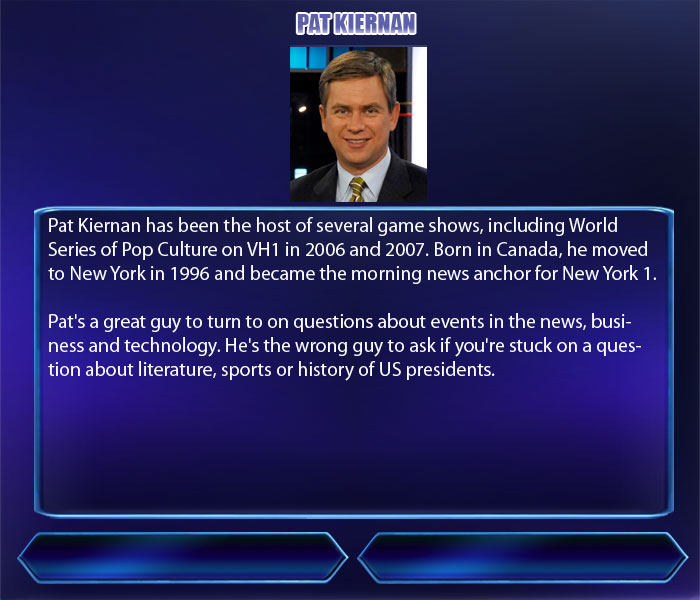 PAT KIERNAN
Pat Kiernan has been the host of several game shows, including World
Series of Pop Culture on VH1 in 2006 and 2007. Born in Canada, he moved
to New York in 1996 and became the morning news anchor for New York 1.
Pat's a great guy to turn to on questions about events in the news, busi-
ness and technology. He's the wrong guy to ask if you're stuck on a ques-
tion about literature, sports or history of US presidents.